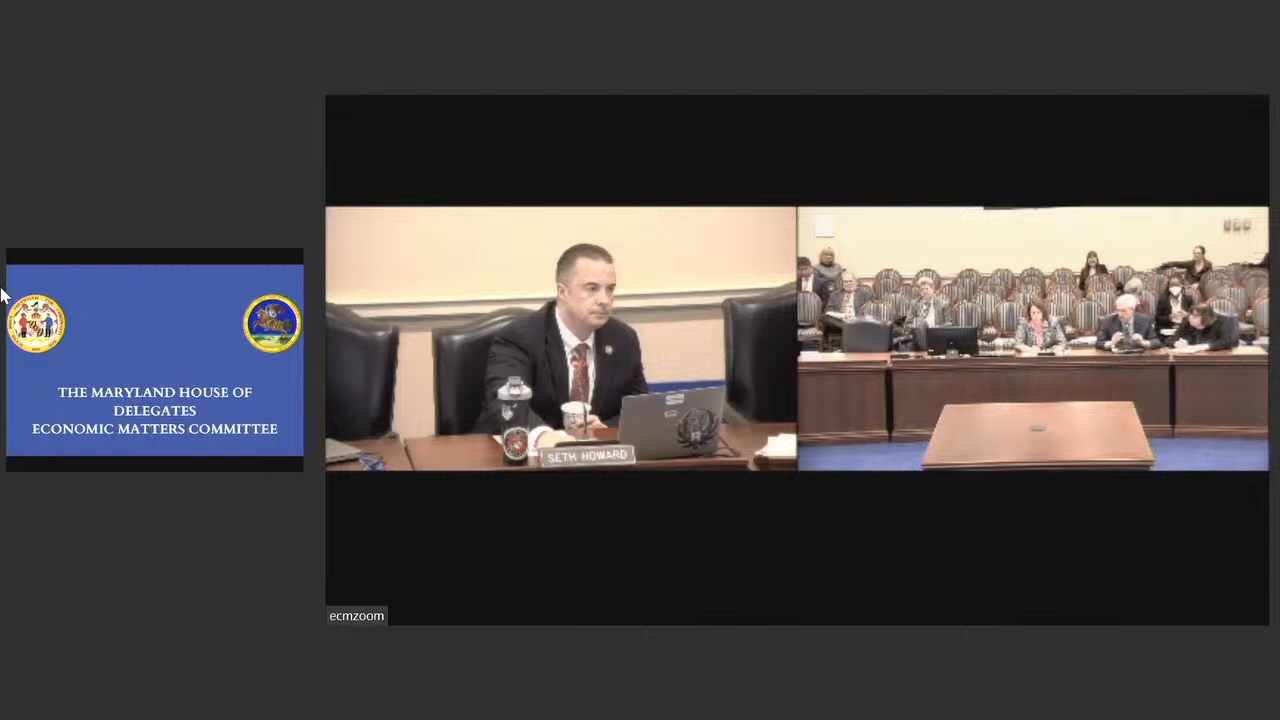 THE MARYLAND HOUSE OF
DELEGATES
ECONOMIC MATTERS COMMITTEE
SETH HOWARD
ecmzoom